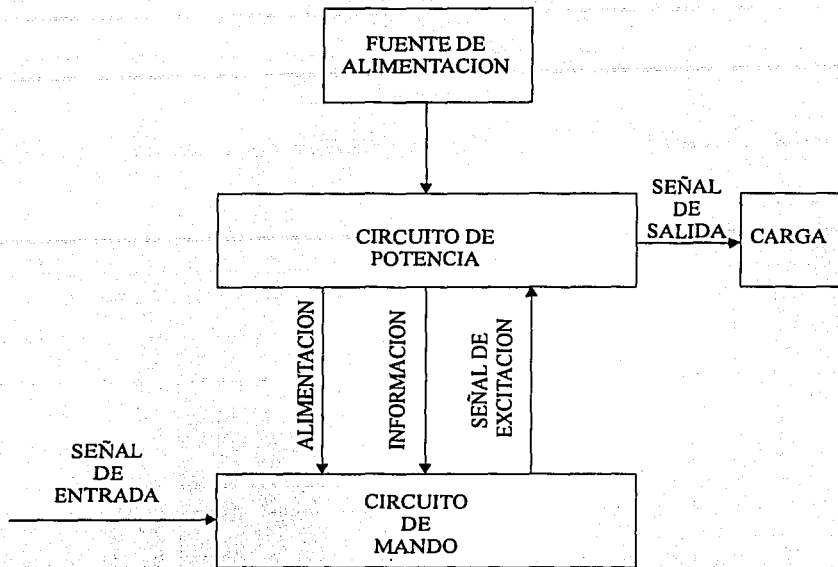 FUENTE DE
ALIMENTACION
CIRCUITO DE
POTENCIA
SEÑAL
DE
SALIDA
CARGA
ALIMENTACION
INFORMACION
SEÑAL DE
EXCITACION
SEÑAL
DE
ENTRADA
CIRCUITO
DE
MANDO